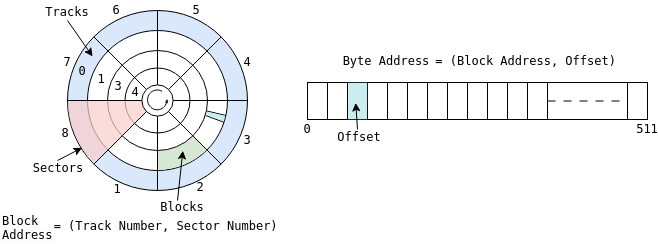 Tracks
6
5
7
0
1
3
4
4
8
3
Sectors
1
2
Blocks
Block
Address = (Track Number, Sector Number)
Byte Address = (Block Address, Offset)
0
511
Offset